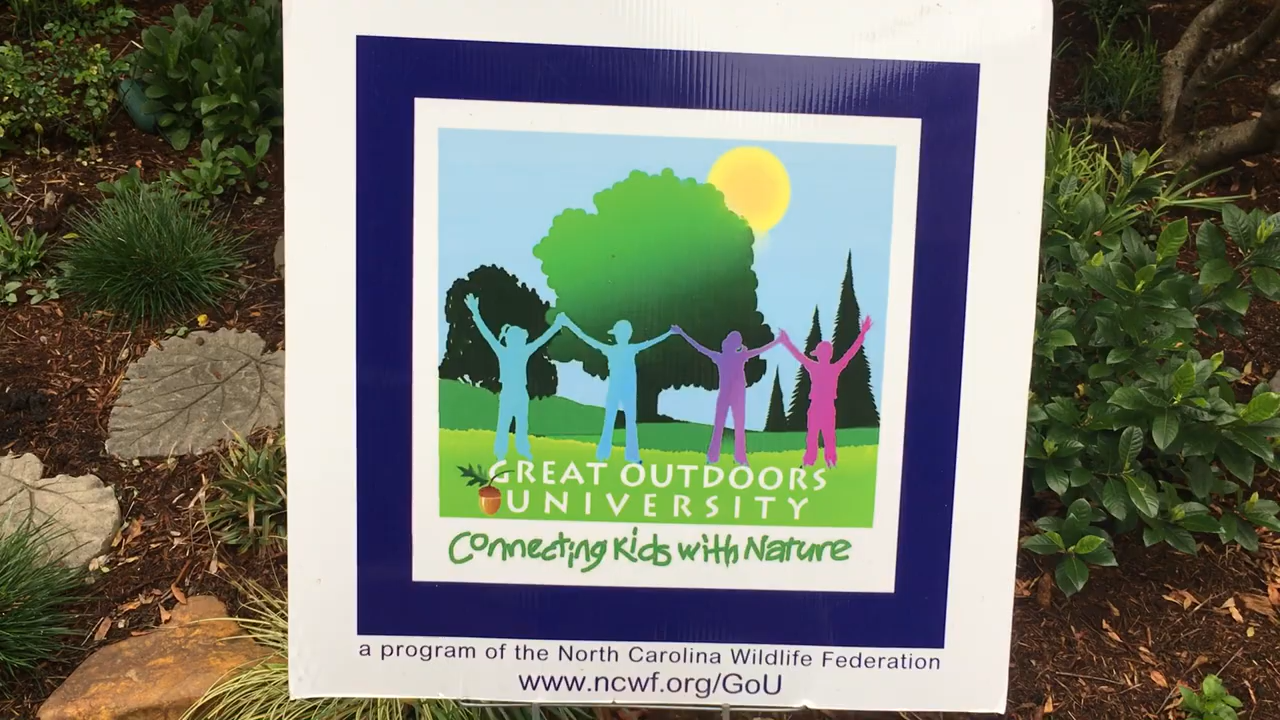 GREAT OUTDOORS
UNIVERSITY
Connecting Kids with Nature
a program of the North Carolina Wildlife Federation
www.ncwf.org/GoU